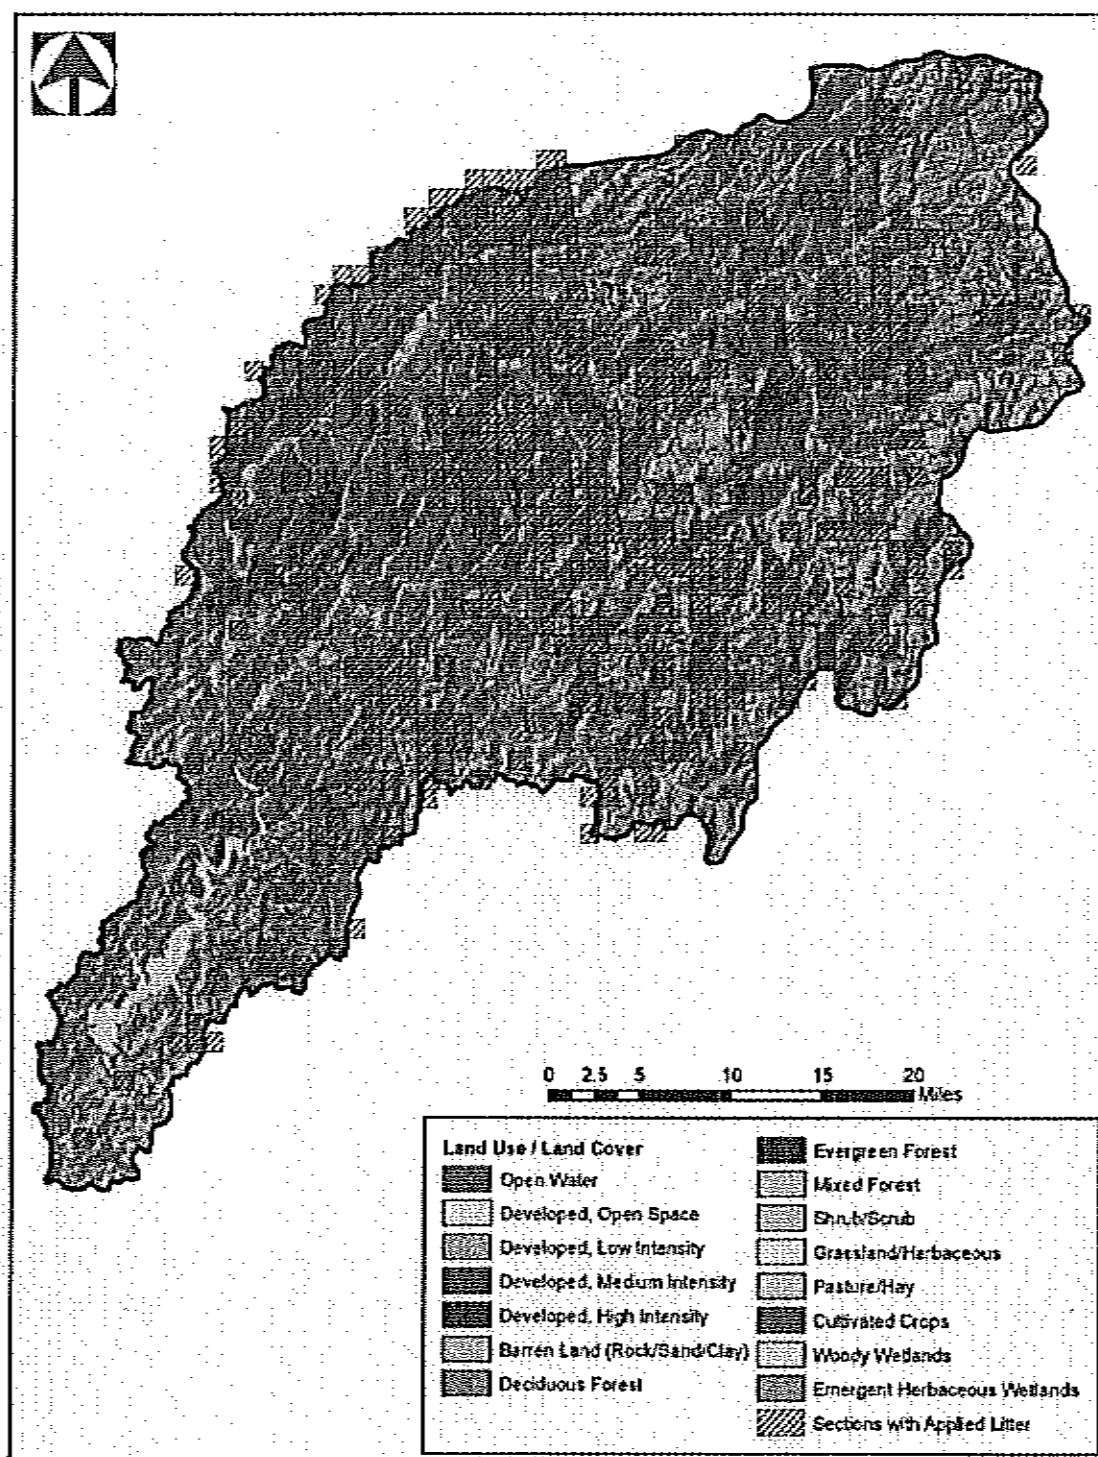 0 2.5 5 10 15 20
Miles
Land Use / Land Cover
Open Water
Developed, Open Space
Developed, Low Intensity
Developed, Medium Intensity
Developed, High Intensity
Barren Land (Rock/Sand/Clay)
Deciduous Forest
Evergreen Forest
Mixed Forest
Shrub/Scrub
Grassland/Herbaceous
Pasture/Hay
Cultivated Crops
Woody Wetlands
Emergent Herbaceous Wetlands
Sections with Applied Litter